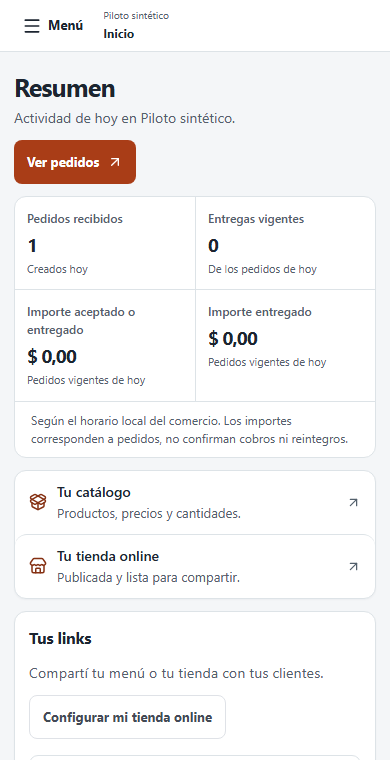 Menú
Piloto sintético
Inicio
Resumen
Actividad de hoy en Piloto sintético.
Ver pedidos
Pedidos recibidos
1
Creados hoy
Entregas vigentes
0
De los pedidos de hoy
Importe aceptado o
entregado
$ 0,00
Pedidos vigentes de hoy
Importe entregado
$ 0,00
Pedidos vigentes de hoy
Según el horario local del comercio. Los importes
corresponden a pedidos, no confirman cobros ni reintegros.
Tu catálogo
Productos, precios y cantidades.
Tu tienda online
Publicada y lista para compartir.
Tus links
Compartí tu menú o tu tienda con tus clientes.
Configurar mi tienda online